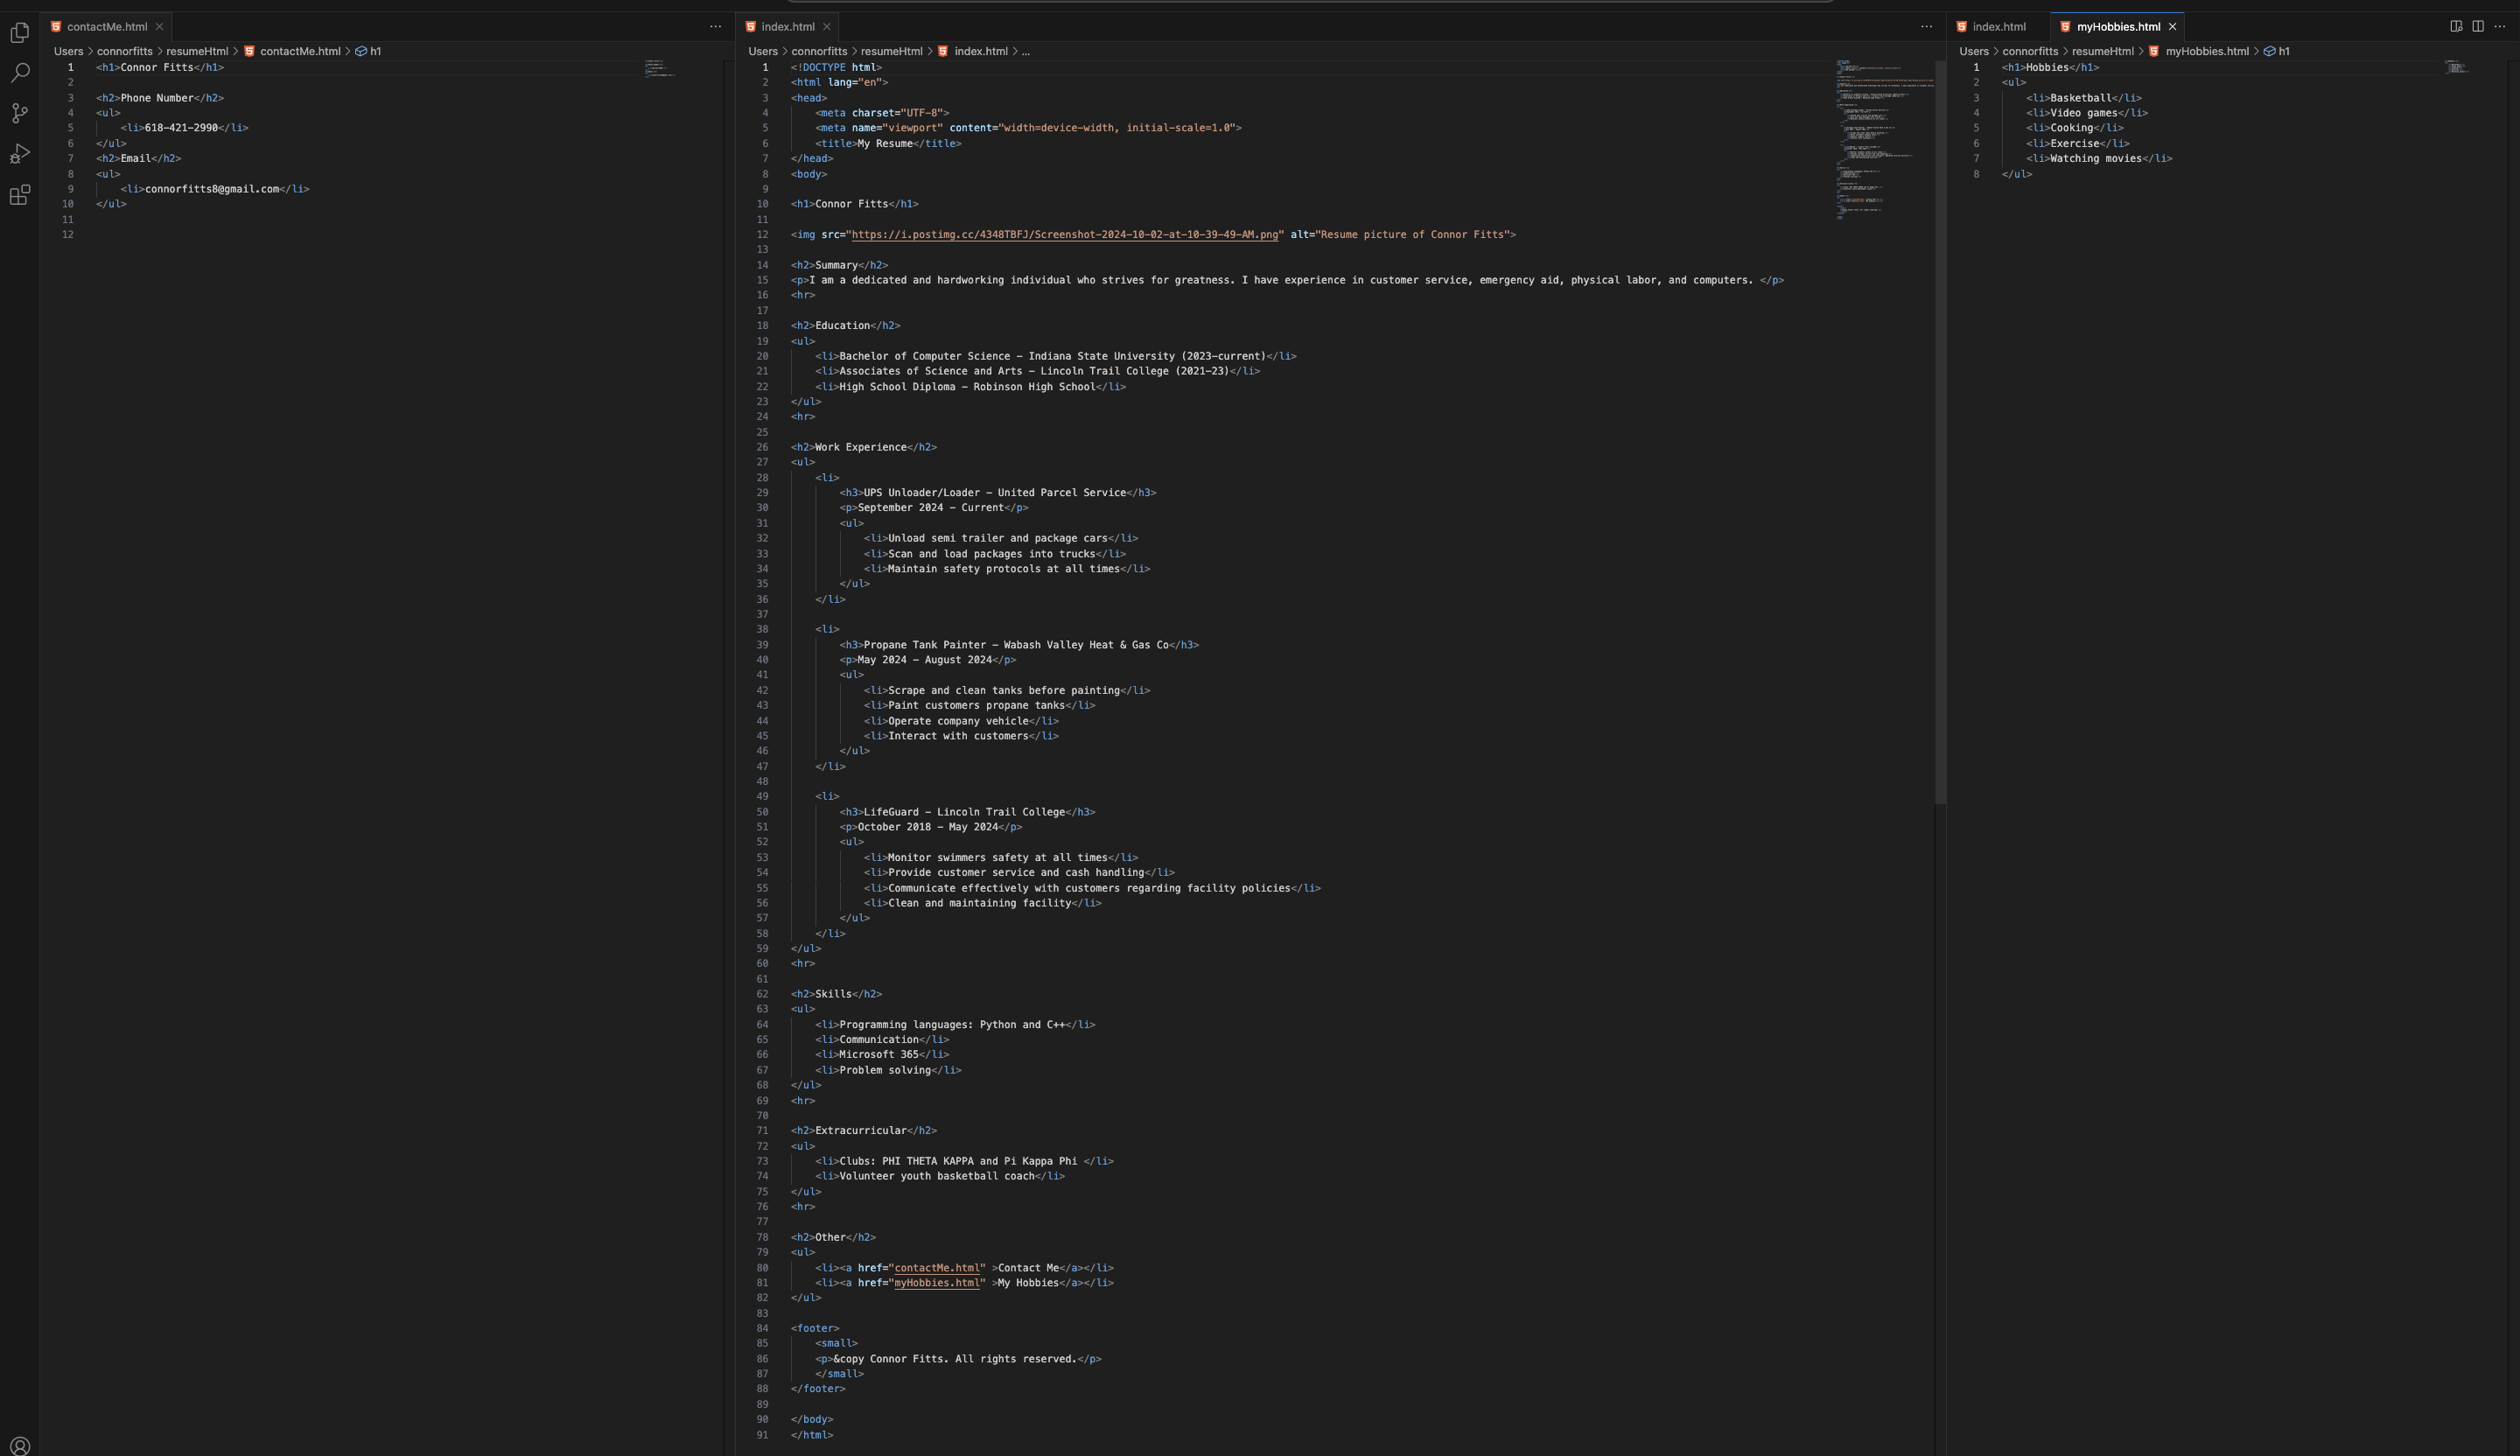 contactMe.html
Users > connorfitts > resumeHtml > contactMe.html > h1
1 <h1>Connor Fitts</h1>
2
3 <h2>Phone Number</h2>
4 <ul>
5     <li>618-421-2990</li>
6 </ul>
7 <h2>Email</h2>
8 <ul>
9     <li>connorfitts8@gmail.com</li>
10 </ul>
11
12
index.html
Users > connorfitts > resumeHtml > index.html > ...
1 <!DOCTYPE html>
2 <html lang="en">
3 <head>
4     <meta charset="UTF-8">
5     <meta name="viewport" content="width=device-width, initial-scale=1.0">
6     <title>My Resume</title>
7 </head>
8 <body>
9
10 <h1>Connor Fitts</h1>
11
12 <img src="https://i.postimg.cc/4348TBFJ/Screenshot-2024-10-02-at-10-39-49-AM.png" alt="Resume picture of Connor Fitts">
13
14 <h2>Summary</h2>
15 <p>I am a dedicated and hardworking individual who strives for greatness. I have experience in customer service, emergency aid, physical labor, and computers. </p>
16 <hr>
17
18 <h2>Education</h2>
19 <ul>
20     <li>Bachelor of Computer Science – Indiana State University (2023–current)</li>
21     <li>Associates of Science and Arts – Lincoln Trail College (2021–23)</li>
22     <li>High School Diploma – Robinson High School</li>
23 </ul>
24 <hr>
25
26 <h2>Work Experience</h2>
27 <ul>
28     <li>
29         <h3>UPS Unloader/Loader – United Parcel Service</h3>
30         <p>September 2024 – Current</p>
31         <ul>
32             <li>Unload semi trailer and package cars</li>
33             <li>Scan and load packages into trucks</li>
34             <li>Maintain safety protocols at all times</li>
35         </ul>
36     </li>
37
38     <li>
39         <h3>Propane Tank Painter – Wabash Valley Heat & Gas Co</h3>
40         <p>May 2024 – August 2024</p>
41         <ul>
42             <li>Scrape and clean tanks before painting</li>
43             <li>Paint customers propane tanks</li>
44             <li>Operate company vehicle</li>
45             <li>Interact with customers</li>
46         </ul>
47     </li>
48
49     <li>
50         <h3>LifeGuard – Lincoln Trail College</h3>
51         <p>October 2018 – May 2024</p>
52         <ul>
53             <li>Monitor swimmers safety at all times</li>
54             <li>Provide customer service and cash handling</li>
55             <li>Communicate effectively with customers regarding facility policies</li>
56             <li>Clean and maintaining facility</li>
57         </ul>
58     </li>
59 </ul>
60 <hr>
61
62 <h2>Skills</h2>
63 <ul>
64     <li>Programming languages: Python and C++</li>
65     <li>Communication</li>
66     <li>Microsoft 365</li>
67     <li>Problem solving</li>
68 </ul>
69 <hr>
70
71 <h2>Extracurricular</h2>
72 <ul>
73     <li>Clubs: PHI THETA KAPPA and Pi Kappa Phi </li>
74     <li>Volunteer youth basketball coach</li>
75 </ul>
76 <hr>
77
78 <h2>Other</h2>
79 <ul>
80     <li><a href="contactMe.html" >Contact Me</a></li>
81     <li><a href="myHobbies.html" >My Hobbies</a></li>
82 </ul>
83
84 <footer>
85     <small>
86     <p>&copy Connor Fitts. All rights reserved.</p>
87     </small>
88 </footer>
89
90 </body>
91 </html>
index.html
myHobbies.html
Users > connorfitts > resumeHtml > myHobbies.html > h1
1 <h1>Hobbies</h1>
2 <ul>
3     <li>Basketball</li>
4     <li>Video games</li>
5     <li>Cooking</li>
6     <li>Exercise</li>
7     <li>Watching movies</li>
8 </ul>